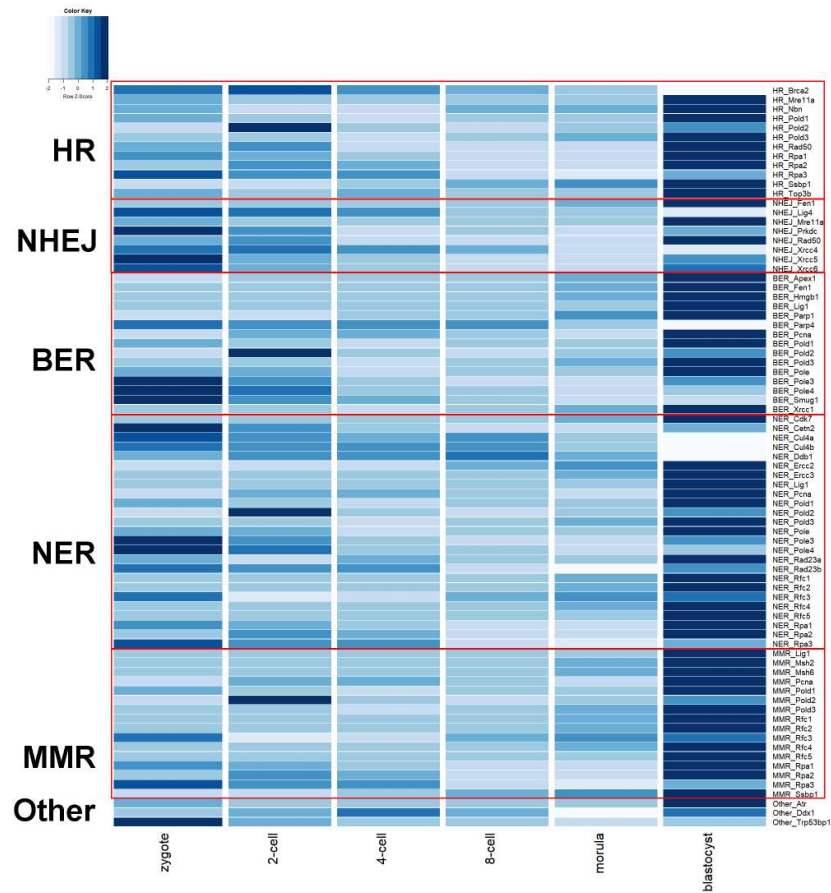 Color Key
-2 -1 0 1 2
Row Z-Score
HR
HR_Brca2
HR_Mre11a
HR_Nbn
HR_Pold1
HR_Pold2
HR_Pold3
HR_Rad50
HR_Rpa1
HR_Rpa2
HR_Rpa3
HR_Ssbp1
HR_Top3b
NHEJ
NHEJ_Fen1
NHEJ_Lig4
NHEJ_Mre11a
NHEJ_Prkdc
NHEJ_Rad50
NHEJ_Xrcc4
NHEJ_Xrcc5
NHEJ_Xrcc6
BER
BER_Apex1
BER_Fen1
BER_Hmgb1
BER_Lig1
BER_Parp1
BER_Parp4
BER_Pcna
BER_Pold1
BER_Pold2
BER_Pold3
BER_Pole
BER_Pole3
BER_Pole4
BER_Smug1
BER_Xrcc1
NER
NER_Cdk7
NER_Cetn2
NER_Cul4a
NER_Cul4b
NER_Ddb1
NER_Ercc2
NER_Ercc3
NER_Lig1
NER_Pcna
NER_Pold1
NER_Pold2
NER_Pold3
NER_Pole
NER_Pole3
NER_Pole4
NER_Rad23a
NER_Rad23b
NER_Rfc1
NER_Rfc2
NER_Rfc3
NER_Rfc4
NER_Rfc5
NER_Rpa1
NER_Rpa2
NER_Rpa3
MMR
MMR_Lig1
MMR_Msh2
MMR_Msh6
MMR_Pcna
MMR_Pold1
MMR_Pold2
MMR_Pold3
MMR_Rfc1
MMR_Rfc2
MMR_Rfc3
MMR_Rfc4
MMR_Rfc5
MMR_Rpa1
MMR_Rpa2
MMR_Rpa3
MMR_Ssbp1
Other
Other_Atr
Other_Ddx1
Other_Trp53bp1
zygote
2-cell
4-cell
8-cell
morula
blastocyst